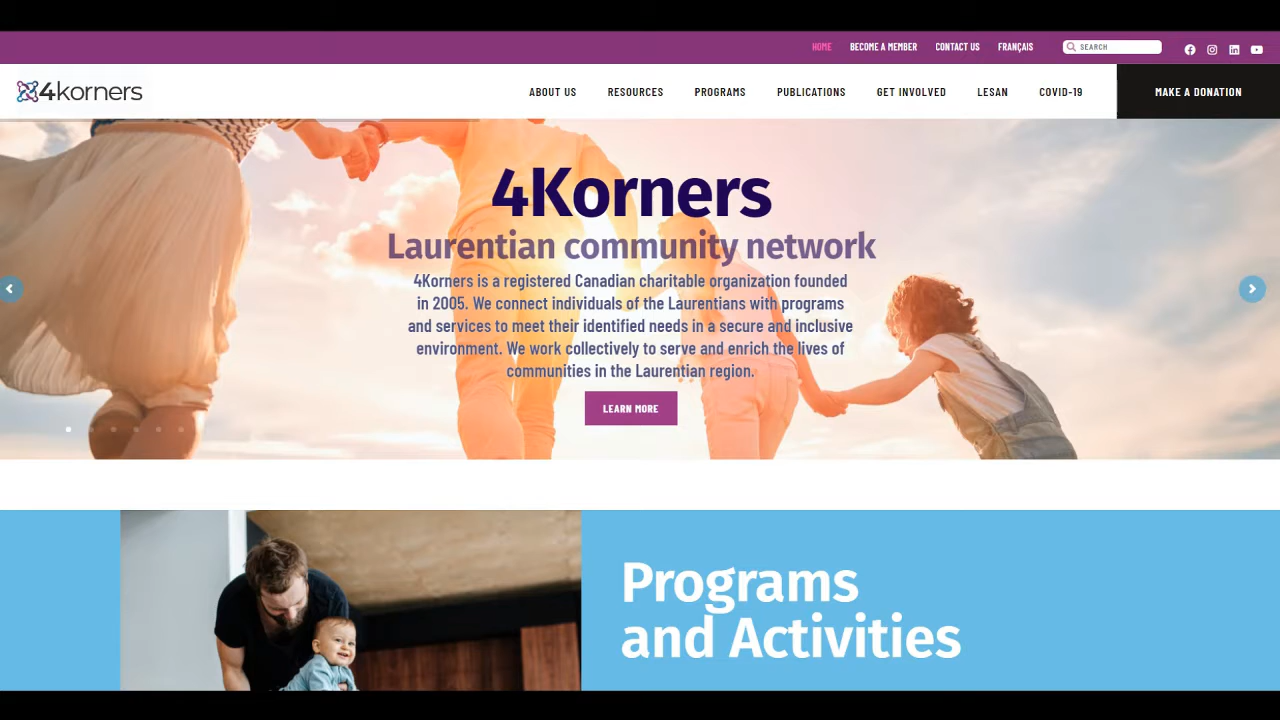 HOME BECOME A MEMBER CONTACT US FRANÇAIS SEARCH
4korners ABOUT US RESOURCES PROGRAMS PUBLICATIONS GET INVOLVED LESAN COVID-19 MAKE A DONATION
4Korners
Laurentian community network
4Korners is a registered Canadian charitable organization founded
in 2005. We connect individuals of the Laurentians with programs
and services to meet their identified needs in a secure and inclusive
environment. We work collectively to serve and enrich the lives of
communities in the Laurentian region.
LEARN MORE
Programs
and Activities